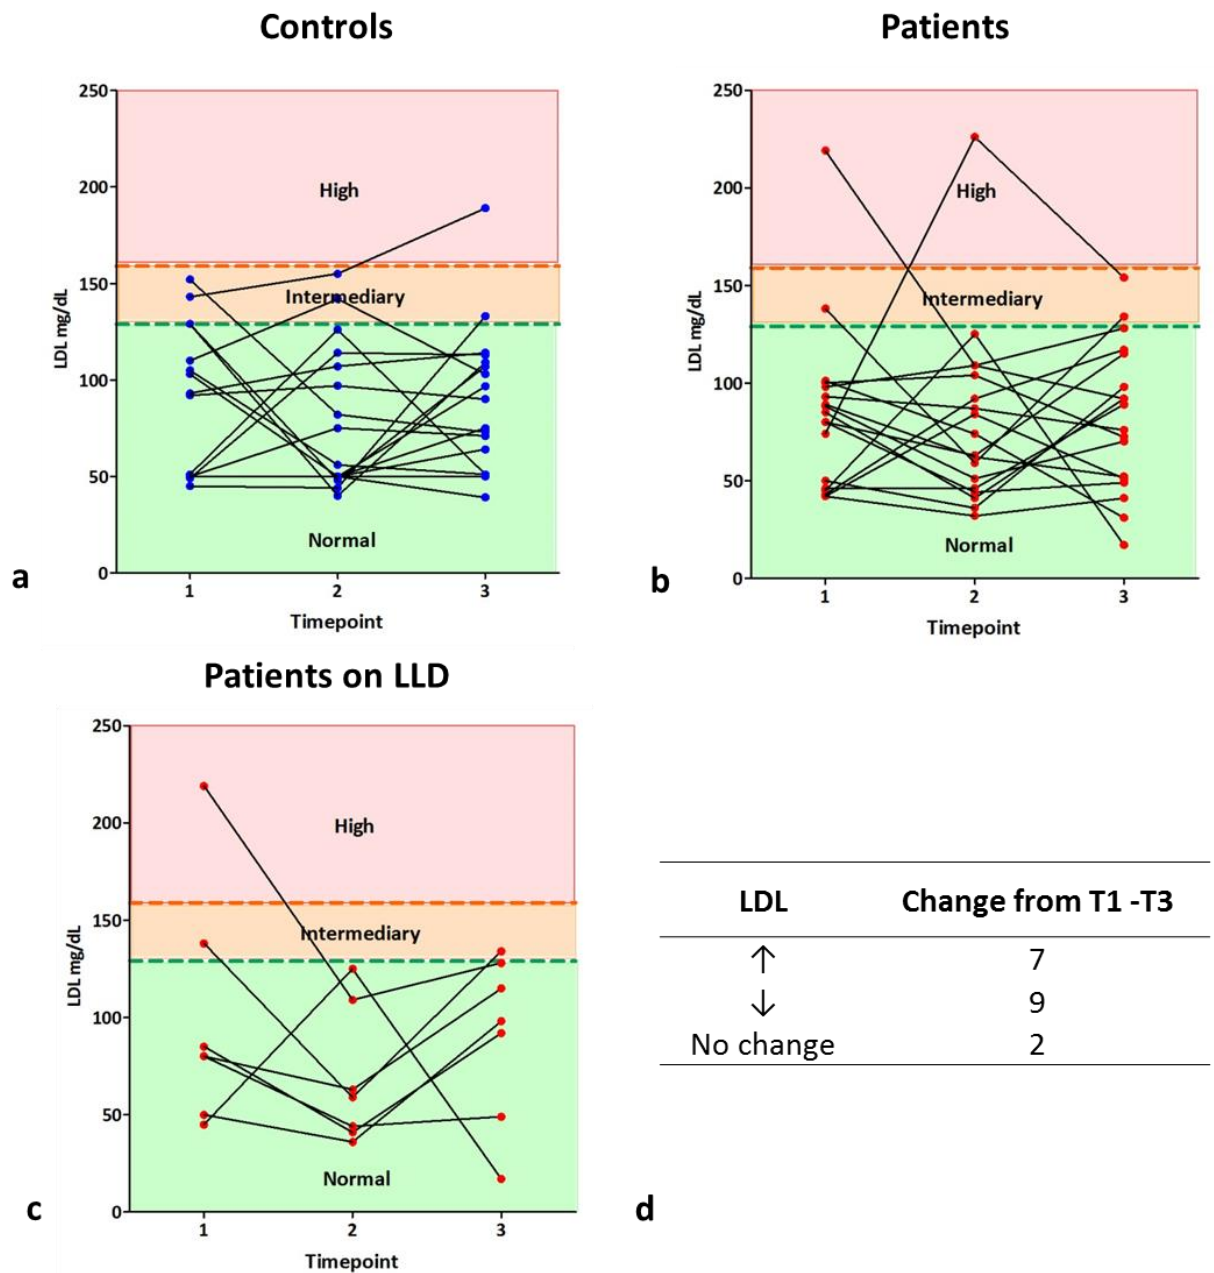 Controls
250
200
150
100
50
0
LDL mg/dL
High
Intermediary
Normal
1 2 3
Timepoint
a
Patients
250
200
150
100
50
0
LDL mg/dL
High
Intermediary
Normal
1 2 3
Timepoint
b
Patients on LLD
250
200
150
100
50
0
LDL mg/dL
High
Intermediary
Normal
1 2 3
Timepoint
c
LDL Change from T1 -T3
↑ 7
↓ 9
No change 2
d